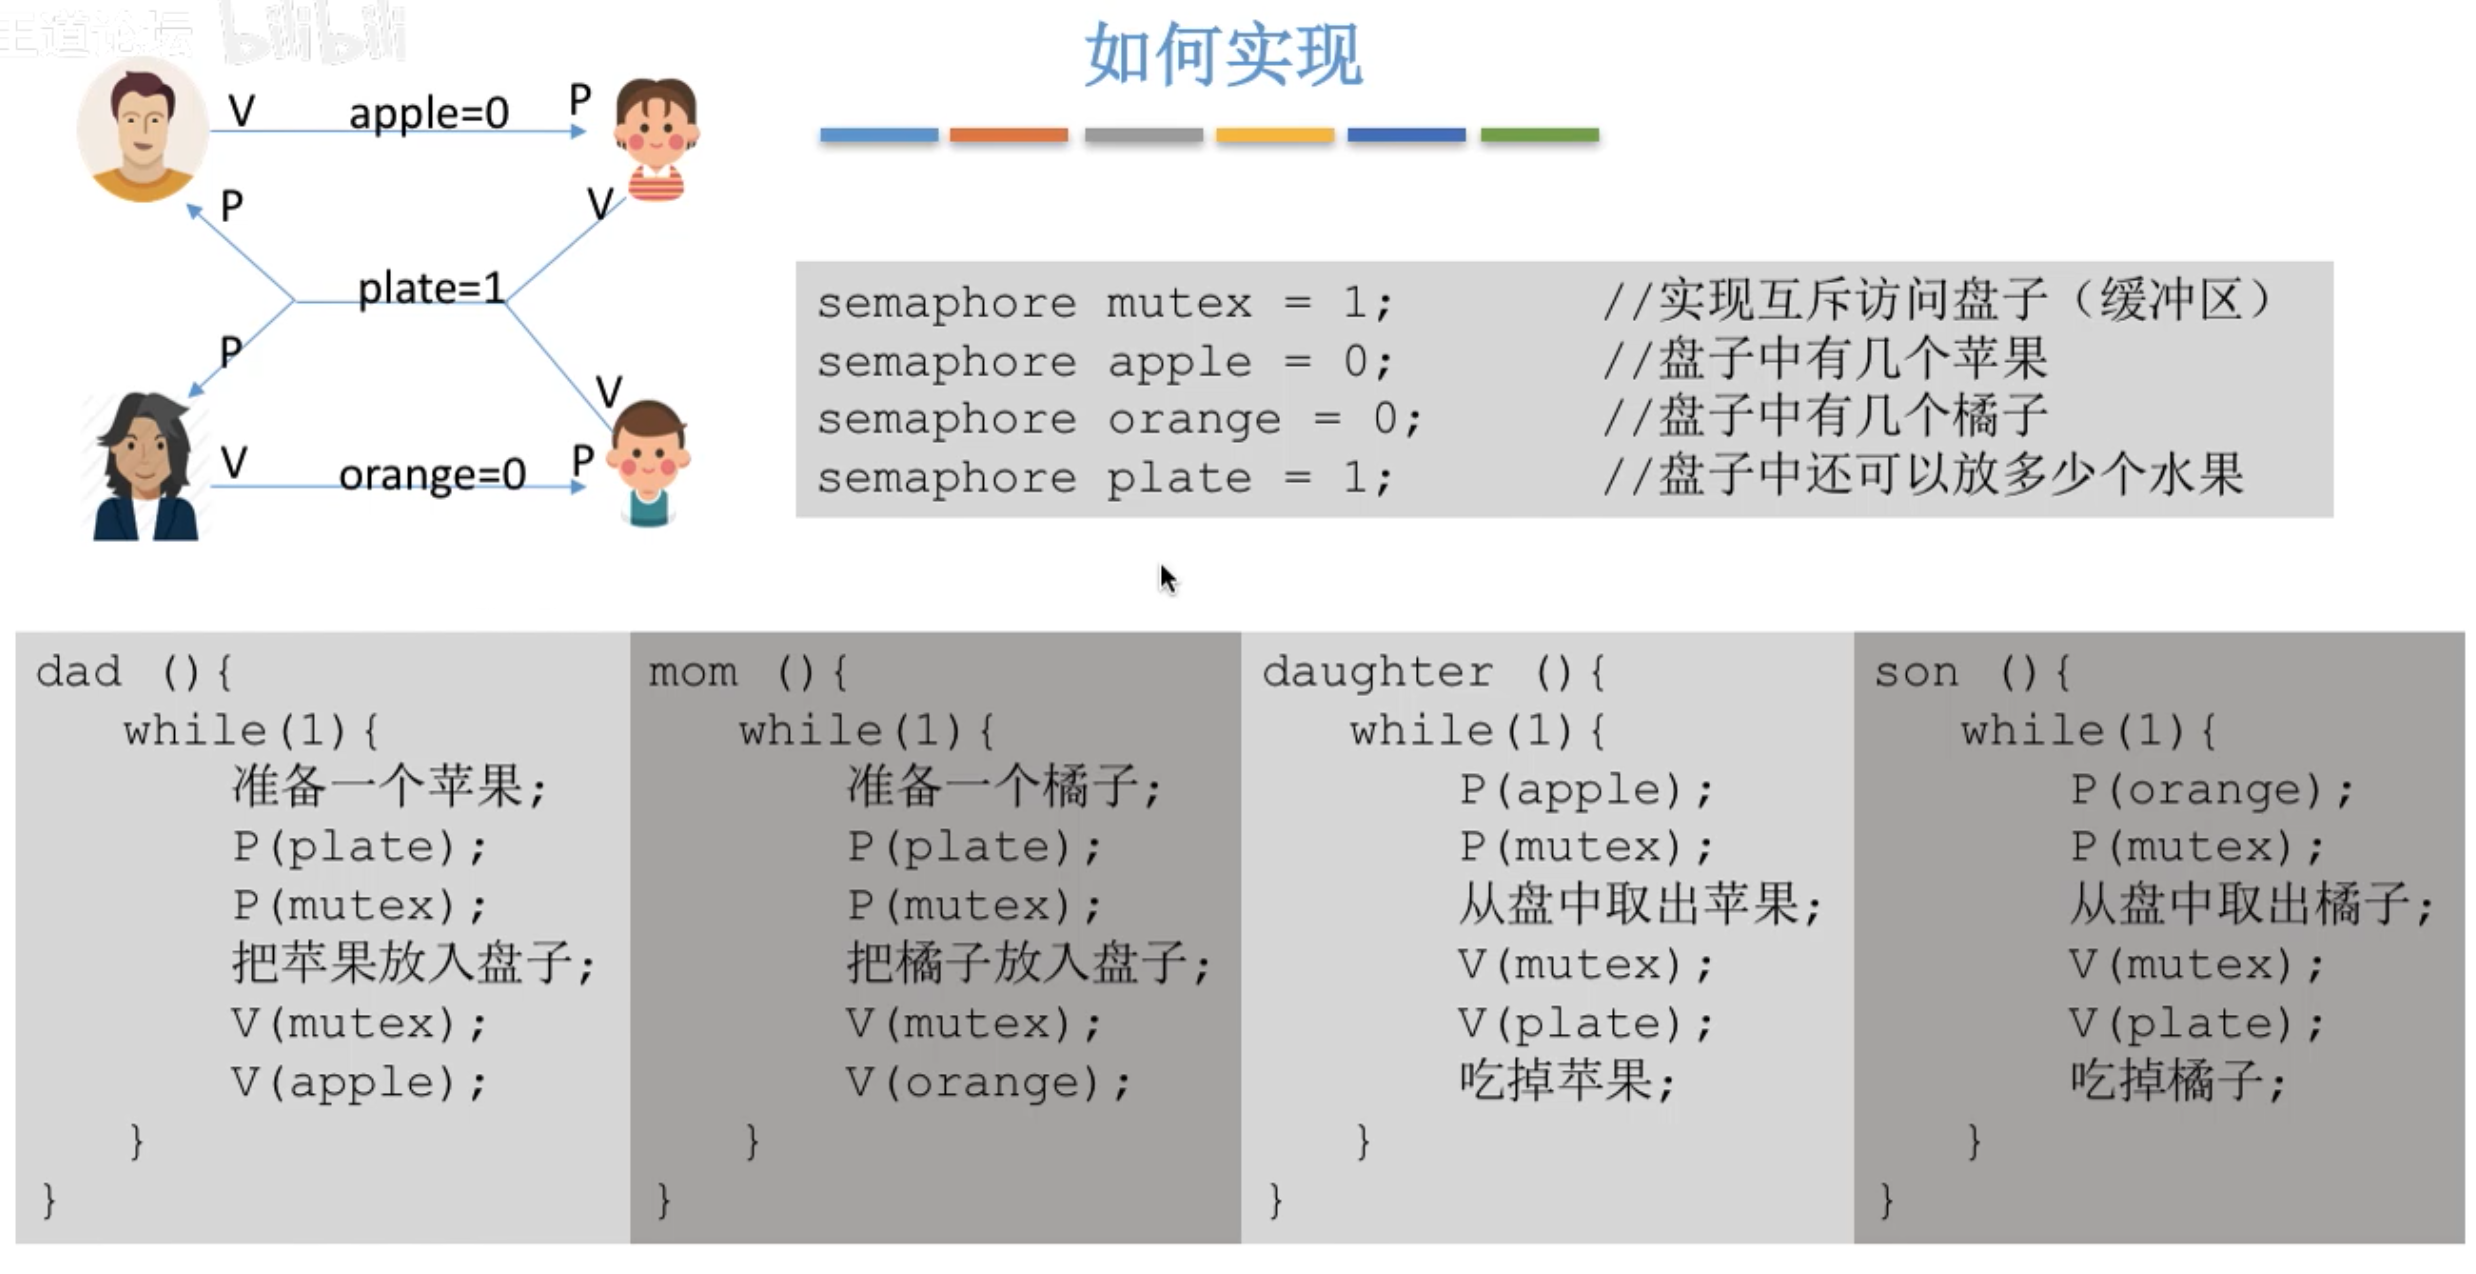 王道论坛 bilibili
如何实现
V apple=0 P
P V
plate=1
P V
V orange=0 P
semaphore mutex = 1; //实现互斥访问盘子（缓冲区）
semaphore apple = 0; //盘子中有几个苹果
semaphore orange = 0; //盘子中有几个橘子
semaphore plate = 1; //盘子中还可以放多少个水果
dad (){
while(1){
准备一个苹果;
P(plate);
P(mutex);
把苹果放入盘子;
V(mutex);
V(apple);
}
}
mom (){
while(1){
准备一个橘子;
P(plate);
P(mutex);
把橘子放入盘子;
V(mutex);
V(orange);
}
}
daughter (){
while(1){
P(apple);
P(mutex);
从盘中取出苹果;
V(mutex);
V(plate);
吃掉苹果;
}
}
son (){
while(1){
P(orange);
P(mutex);
从盘中取出橘子;
V(mutex);
V(plate);
吃掉橘子;
}
}